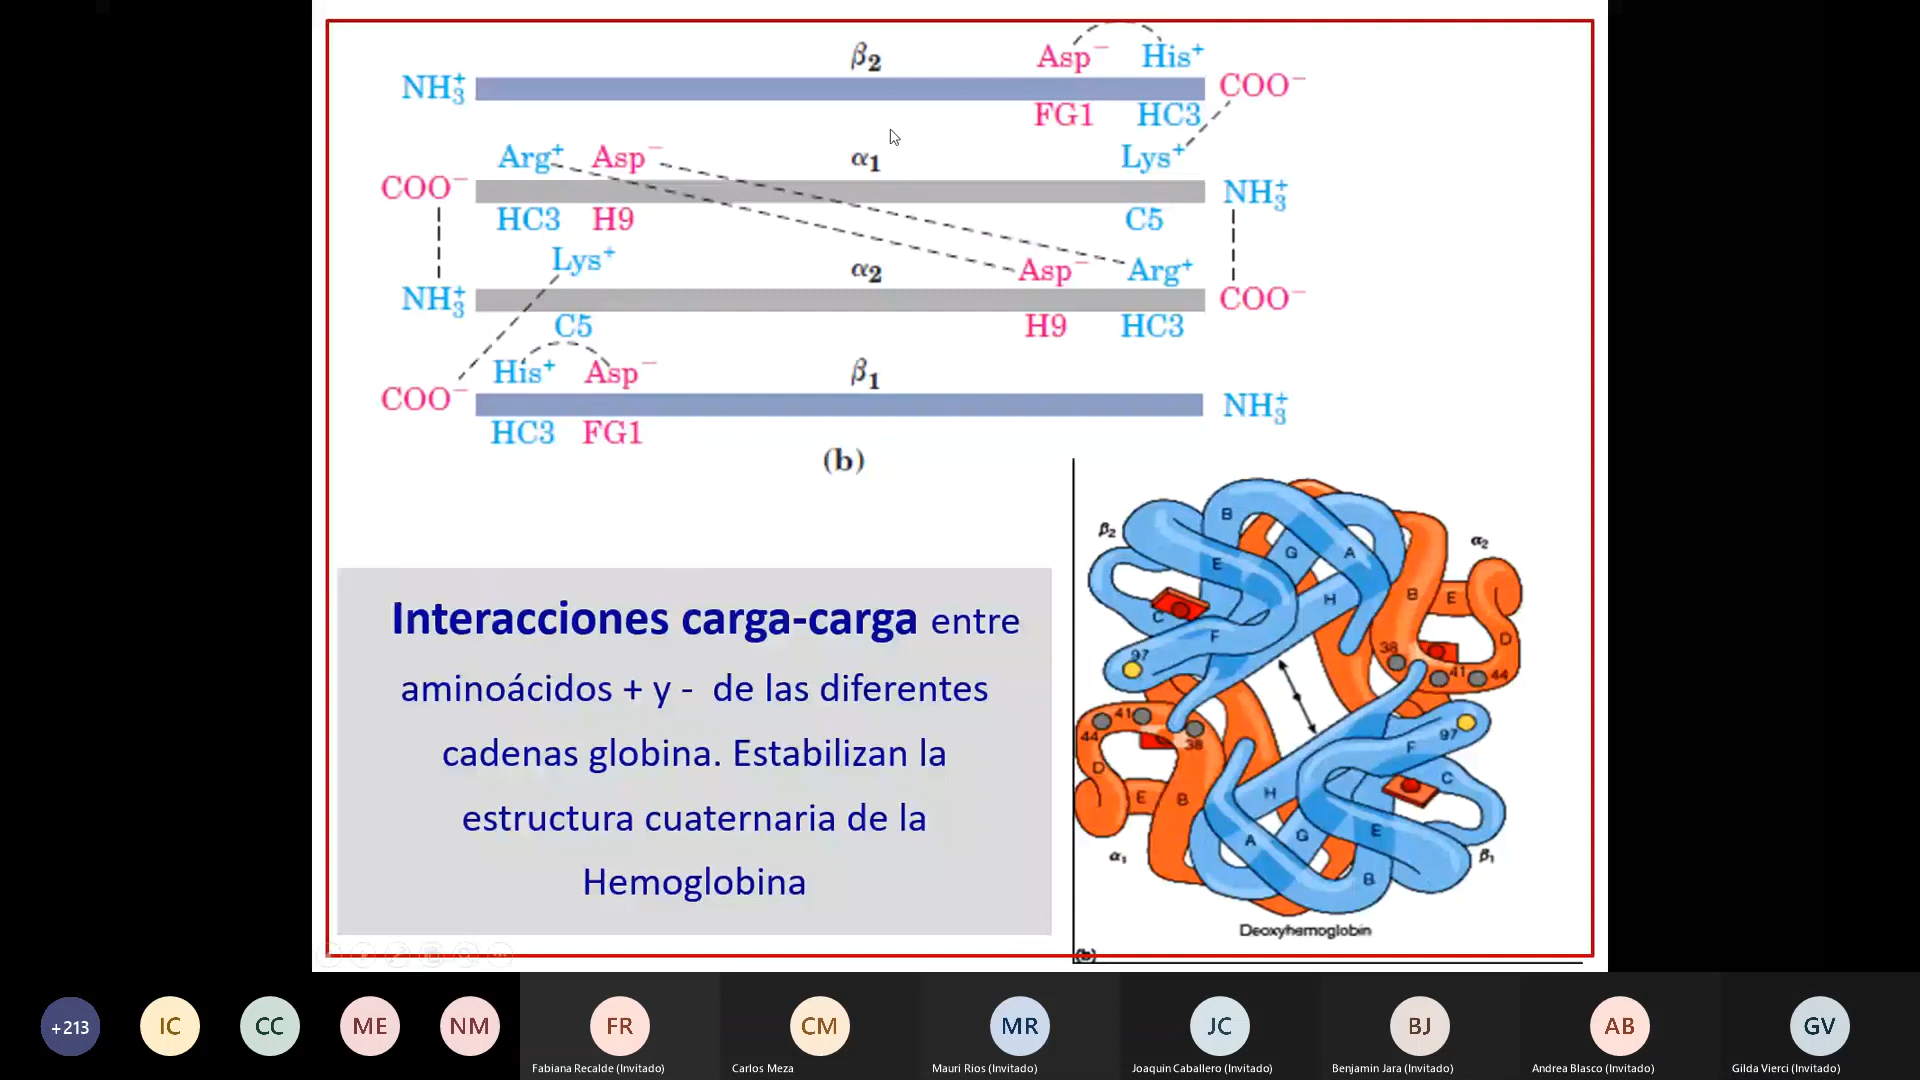 β₂ Asp⁻ His⁺
NH₃⁺ COO⁻
FG1 HC3
Arg⁺ Asp⁻ α₁ Lys⁺
COO⁻ NH₃⁺
HC3 H9 C5
Lys⁺ α₂ Asp⁻ Arg⁺
NH₃⁺ COO⁻
C5 H9 HC3
His⁺ Asp⁻ β₁
COO⁻ NH₃⁺
HC3 FG1
(b)
Interacciones carga-carga entre
aminoácidos + y - de las diferentes
cadenas globina. Estabilizan la
estructura cuaternaria de la
Hemoglobina
β₂ B G A E α₂
H B E
C F D
97 38 41 44
41
44 38
D F 97
E B H C
A G E
α₁ B β₁
Deoxyhemoglobin
(b)
+213 IC CC ME NM FR CM MR JC BJ AB GV
Fabiana Recalde (Invitado) Carlos Meza Mauri Rios (Invitado) Joaquin Caballero (Invitado) Benjamin Jara (Invitado) Andrea Blasco (Invitado) Gilda Vierci (Invitado)